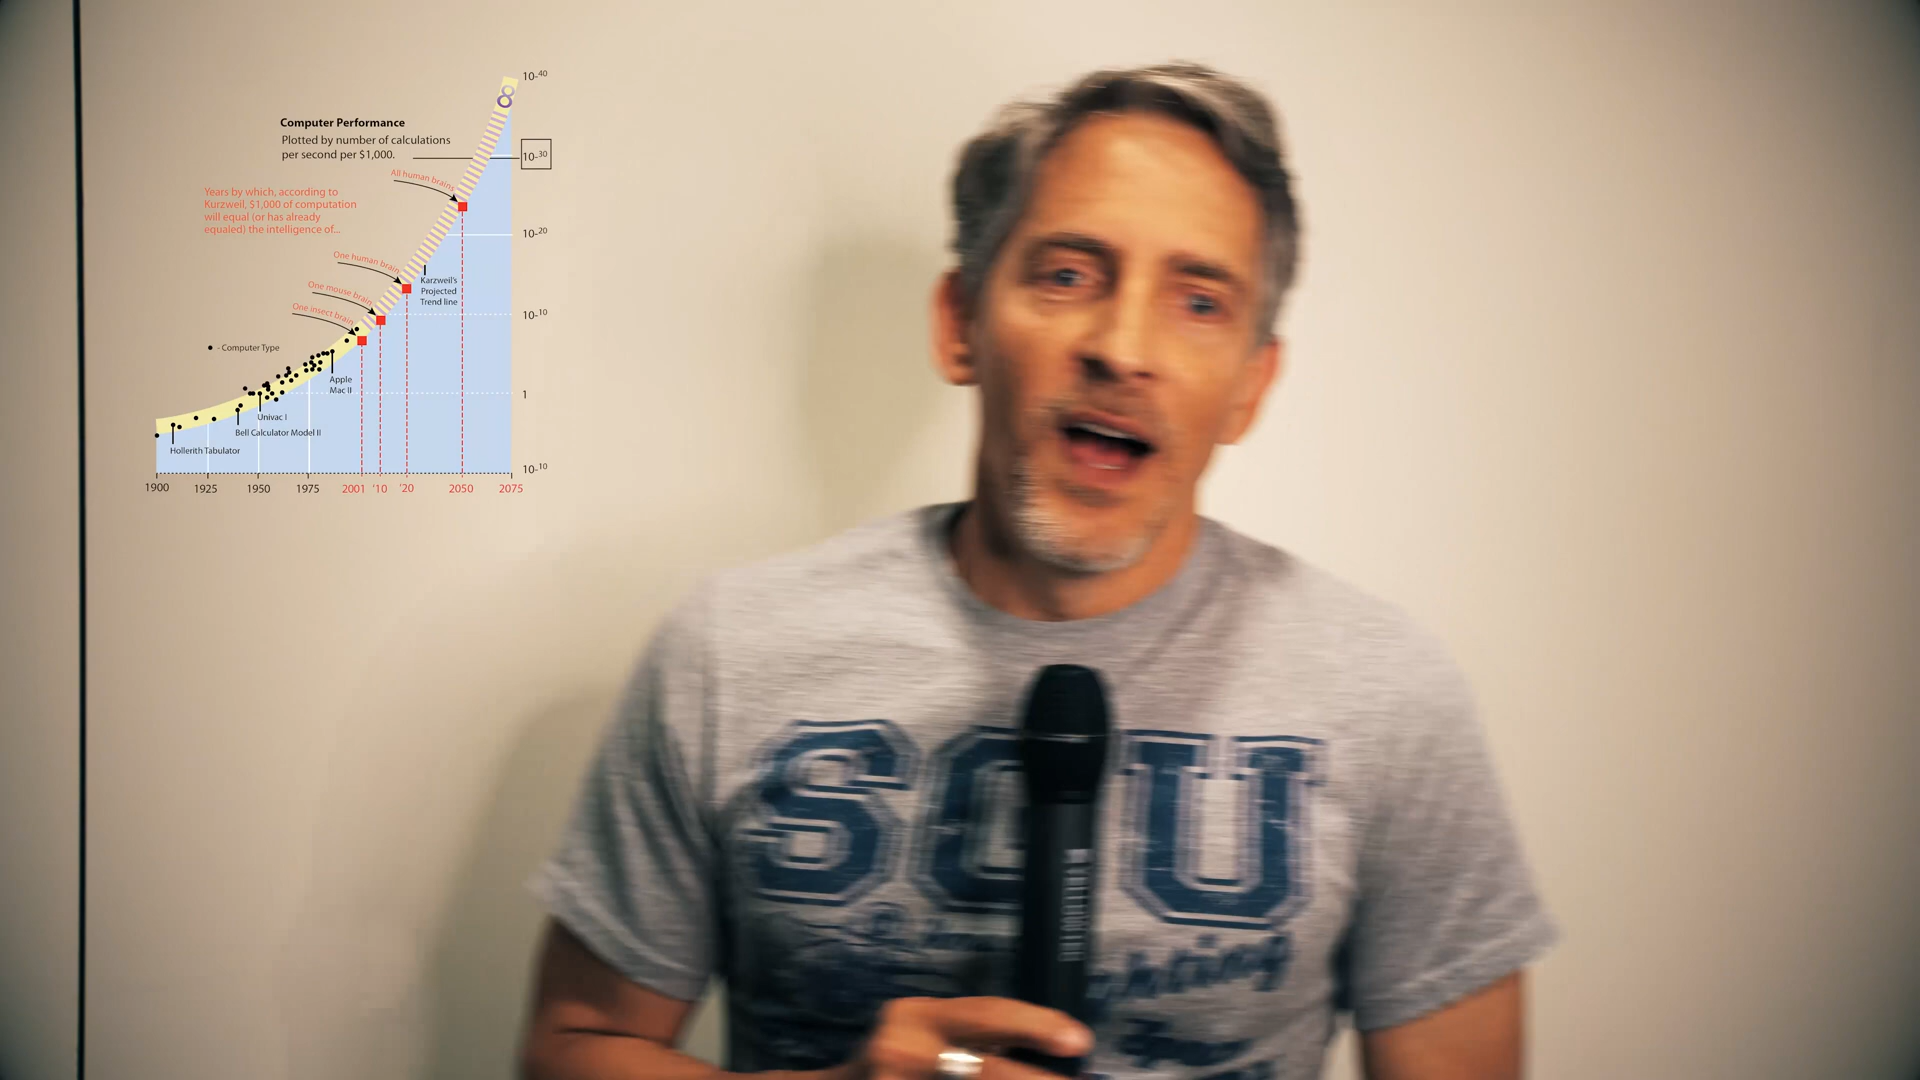 10-40
Computer Performance
Plotted by number of calculations
per second per $1,000.
10-30
All human brains
Years by which, according to
Kurzweil, $1,000 of computation
will equal (or has already
equaled) the intelligence of...
10-20
One human brain
Karzweil's
Projected
Trend line
One mouse brain
One insect brain
10-10
- Computer Type
Apple
Mac II
1
Univac I
Bell Calculator Model II
Hollerith Tabulator
10-10
1900 1925 1950 1975 2001 '10 '20 2050 2075
SCU